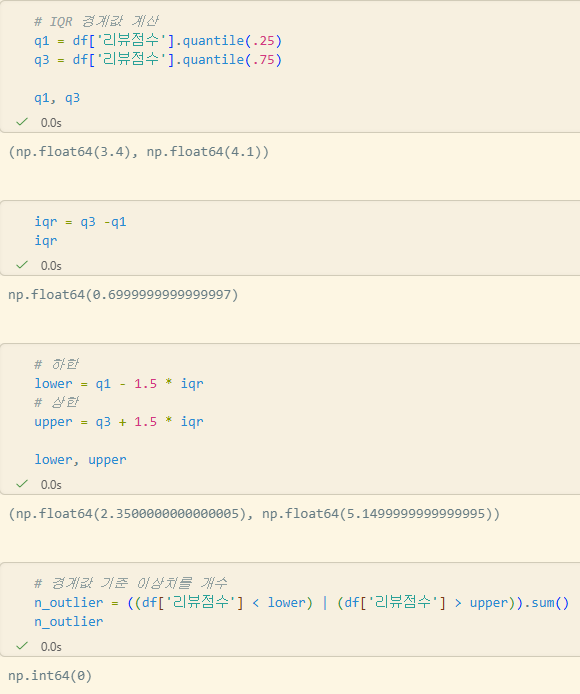 # IQR 경계값 계산
q1 = df['리뷰점수'].quantile(.25)
q3 = df['리뷰점수'].quantile(.75)
q1, q3
0.0s
(np.float64(3.4), np.float64(4.1))
iqr = q3 -q1
iqr
0.0s
np.float64(0.6999999999999997)
# 하한
lower = q1 - 1.5 * iqr
# 상한
upper = q3 + 1.5 * iqr
lower, upper
0.0s
(np.float64(2.3500000000000005), np.float64(5.1499999999999995))
# 경계값 기준 이상치를 개수
n_outlier = ((df['리뷰점수'] < lower) | (df['리뷰점수'] > upper)).sum()
n_outlier
0.0s
np.int64(0)